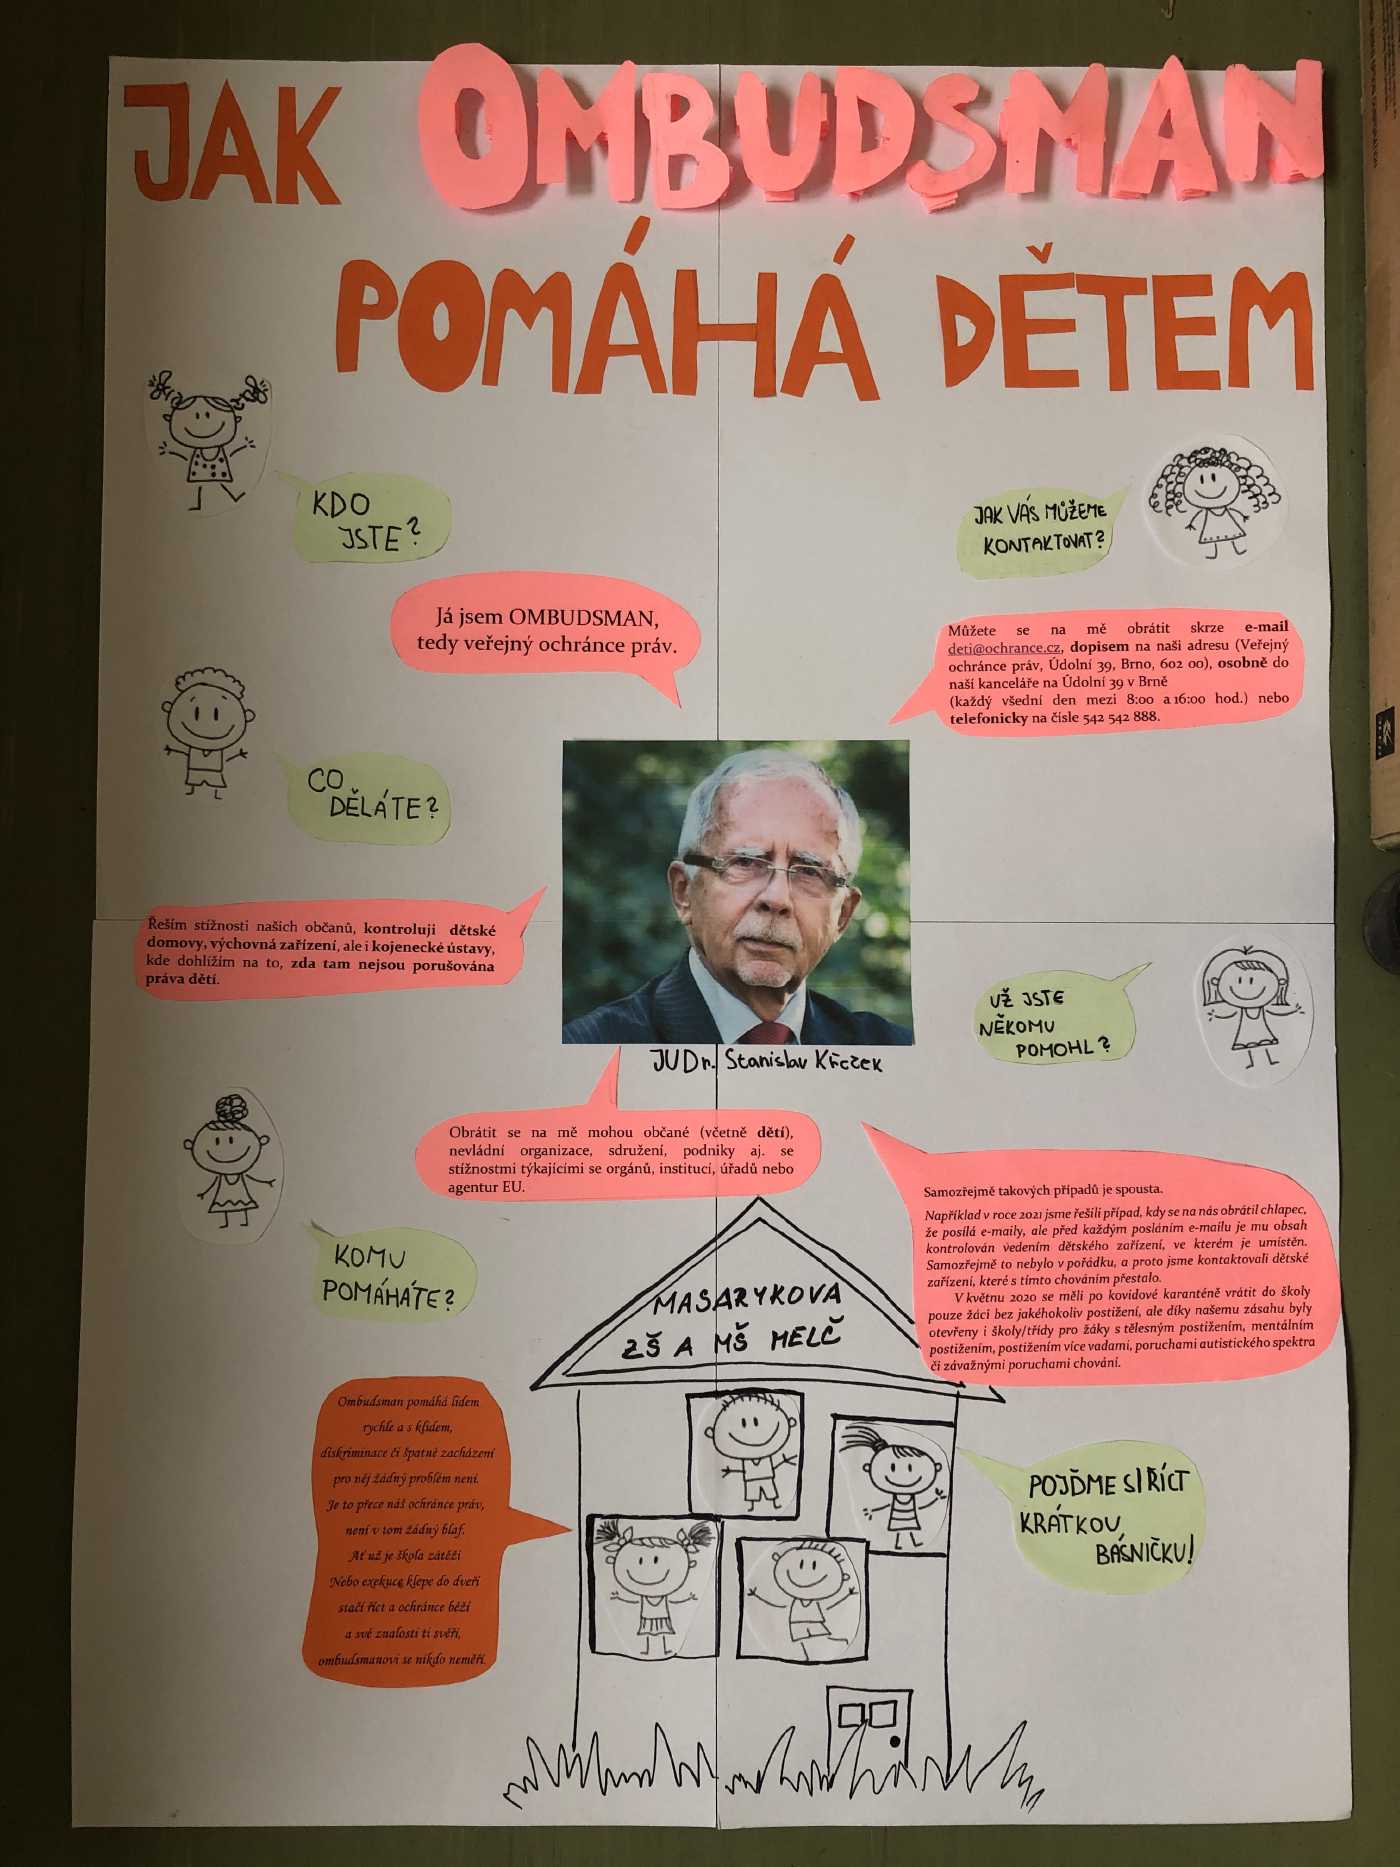 JAK OMBUDSMAN
POMÁHÁ DĚTEM
KDO
JSTE?
Já jsem OMBUDSMAN,
tedy veřejný ochránce práv.
JAK VÁS MŮŽEME
KONTAKTOVAT?
Můžete se na mě obrátit skrze e-mail
deti@ochrance.cz, dopisem na naši adresu (Veřejný
ochránce práv, Údolní 39, Brno, 602 00), osobně do
naší kanceláře na Údolní 39 v Brně
(každý všední den mezi 8:00 a 16:00 hod.) nebo
telefonicky na čísle 542 542 888.
CO
DĚLÁTE?
Řeším stížnosti našich občanů, kontroluji dětské
domovy, výchovná zařízení, ale i kojenecké ústavy,
kde dohlížím na to, zda tam nejsou porušována
práva dětí.
JUDr. Stanislav Křeček
UŽ JSTE
NĚKOMU
POMOHL?
Obrátit se na mě mohou občané (včetně dětí),
nevládní organizace, sdružení, podniky aj. se
stížnostmi týkajícími se orgánů, institucí, úřadů nebo
agentur EU.
Samozřejmě takových případů je spousta.
Například v roce 2021 jsme řešili případ, kdy se na nás obrátil chlapec,
že posílá e-maily, ale před každým posláním e-mailu je mu obsah
kontrolován vedením dětského zařízení, ve kterém je umístěn.
Samozřejmě to nebylo v pořádku, a proto jsme kontaktovali dětské
zařízení, které s tímto chováním přestalo.
V květnu 2020 se měli po kovidové karanténě vrátit do školy
pouze žáci bez jakéhokoliv postižení, ale díky našemu zásahu byly
otevřeny i školy/třídy pro žáky s tělesným postižením, mentálním
postižením, postižením více vadami, poruchami autistického spektra
či závažnými poruchami chování.
KOMU
POMÁHÁTE?
MASARYKOVA
ZŠ A MŠ MELČ
Ombudsman pomáhá lidem
rychle a s klidem,
diskriminace či špatné zacházení
pro něj žádný problém není.
Je to přece náš ochránce práv,
není v tom žádný blaf.
Ať už je škola zátěží
Nebo exekuce klepe do dveří
stačí říct a ochránce běží
a své znalosti ti svěří,
ombudsmanovi se nikdo neměří.
POJĎME SI ŘÍCT
KRÁTKOU
BÁSNIČKU!